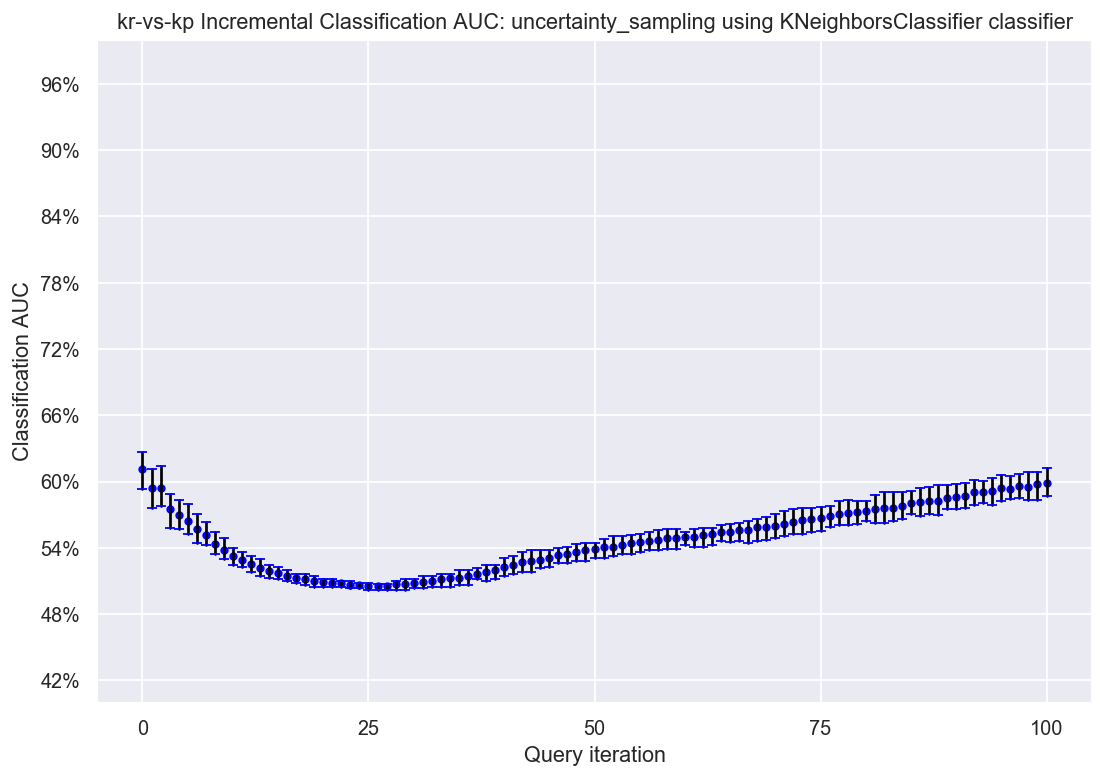 kr-vs-kp Incremental Classification AUC: uncertainty_sampling using KNeighborsClassifier classifier
96%
90%
84%
78%
72%
66%
60%
54%
48%
42%
Classification AUC
0 25 50 75 100
Query iteration